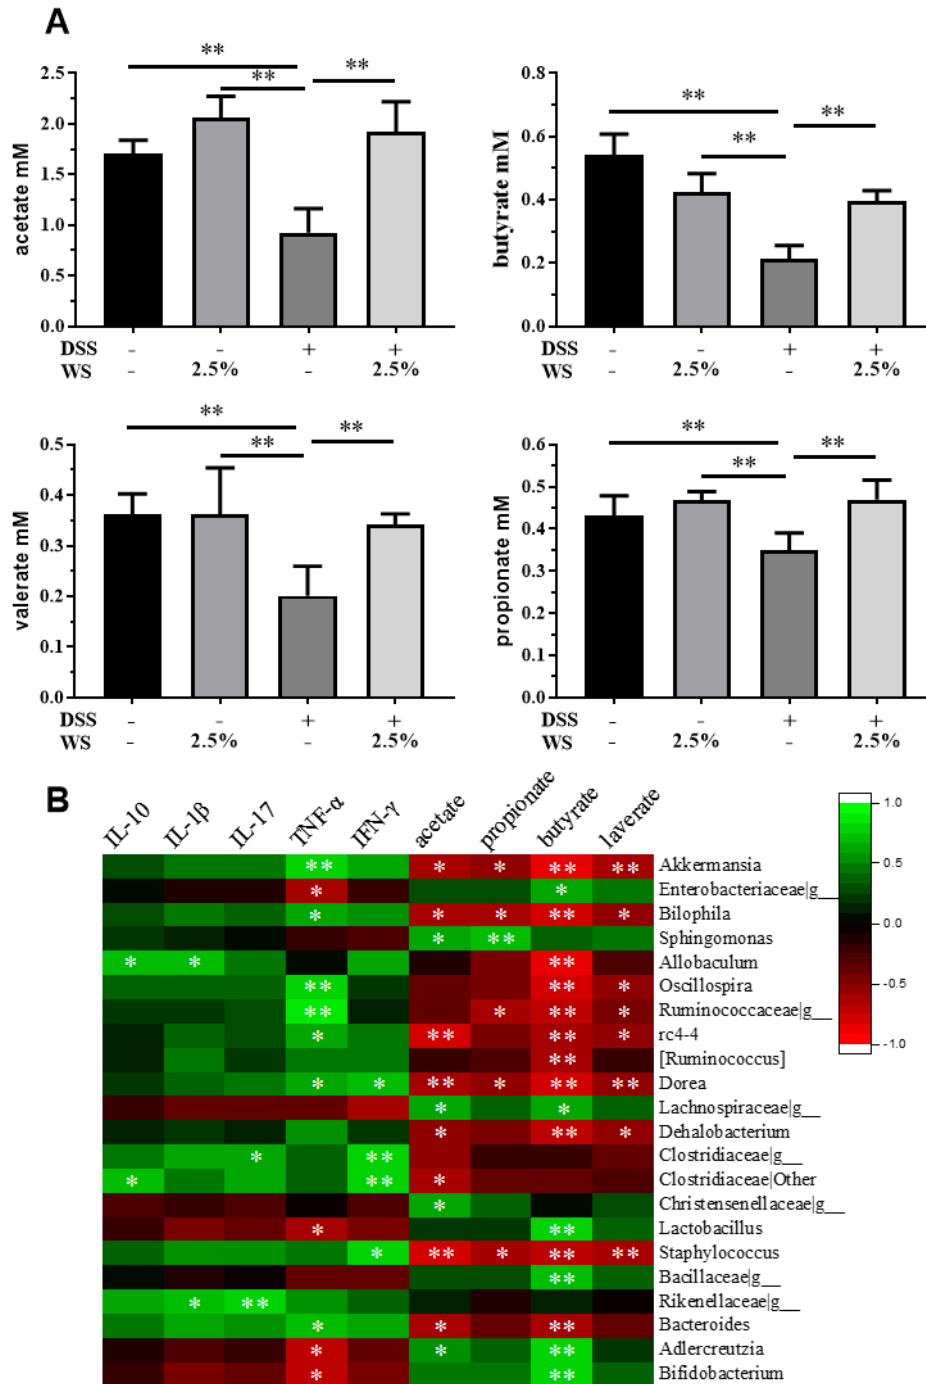 A
** ** **
acetate mM
2.5
2.0
1.5
1.0
0.5
0.0
DSS - - + +
WS - 2.5% - 2.5%
** ** **
butyrate mM
0.8
0.6
0.4
0.2
0.0
DSS - - + +
WS - 2.5% - 2.5%
** ** **
valerate mM
0.5
0.4
0.3
0.2
0.1
0.0
DSS - - + +
WS - 2.5% - 2.5%
** ** **
propionate mM
0.6
0.5
0.4
0.3
0.2
0.1
0.0
DSS - - + +
WS - 2.5% - 2.5%
B
IL-10 IL-1β IL-17 TNF-α IFN-γ acetate propionate butyrate laverate
** * * ** ** Akkermansia
* * Enterobacteriaceae|g__
* * * ** * Bilophila
* ** Sphingomonas
* * ** Allobaculum
** ** * Oscillospira
** * ** * Ruminococcaceae|g__
* ** ** * rc4-4
** [Ruminococcus]
* * ** * ** ** Dorea
* * Lachnospiraceae|g__
* ** * Dehalobacterium
* ** Clostridiaceae|g__
* ** * Clostridiaceae|Other
* Christensenellaceae|g__
* ** Lactobacillus
* ** * ** ** Staphylococcus
** Bacillaceae|g__
* ** Rikenellaceae|g__
* * ** Bacteroides
* * ** Adlercreutzia
* ** Bifidobacterium
1.0
0.5
0.0
-0.5
-1.0